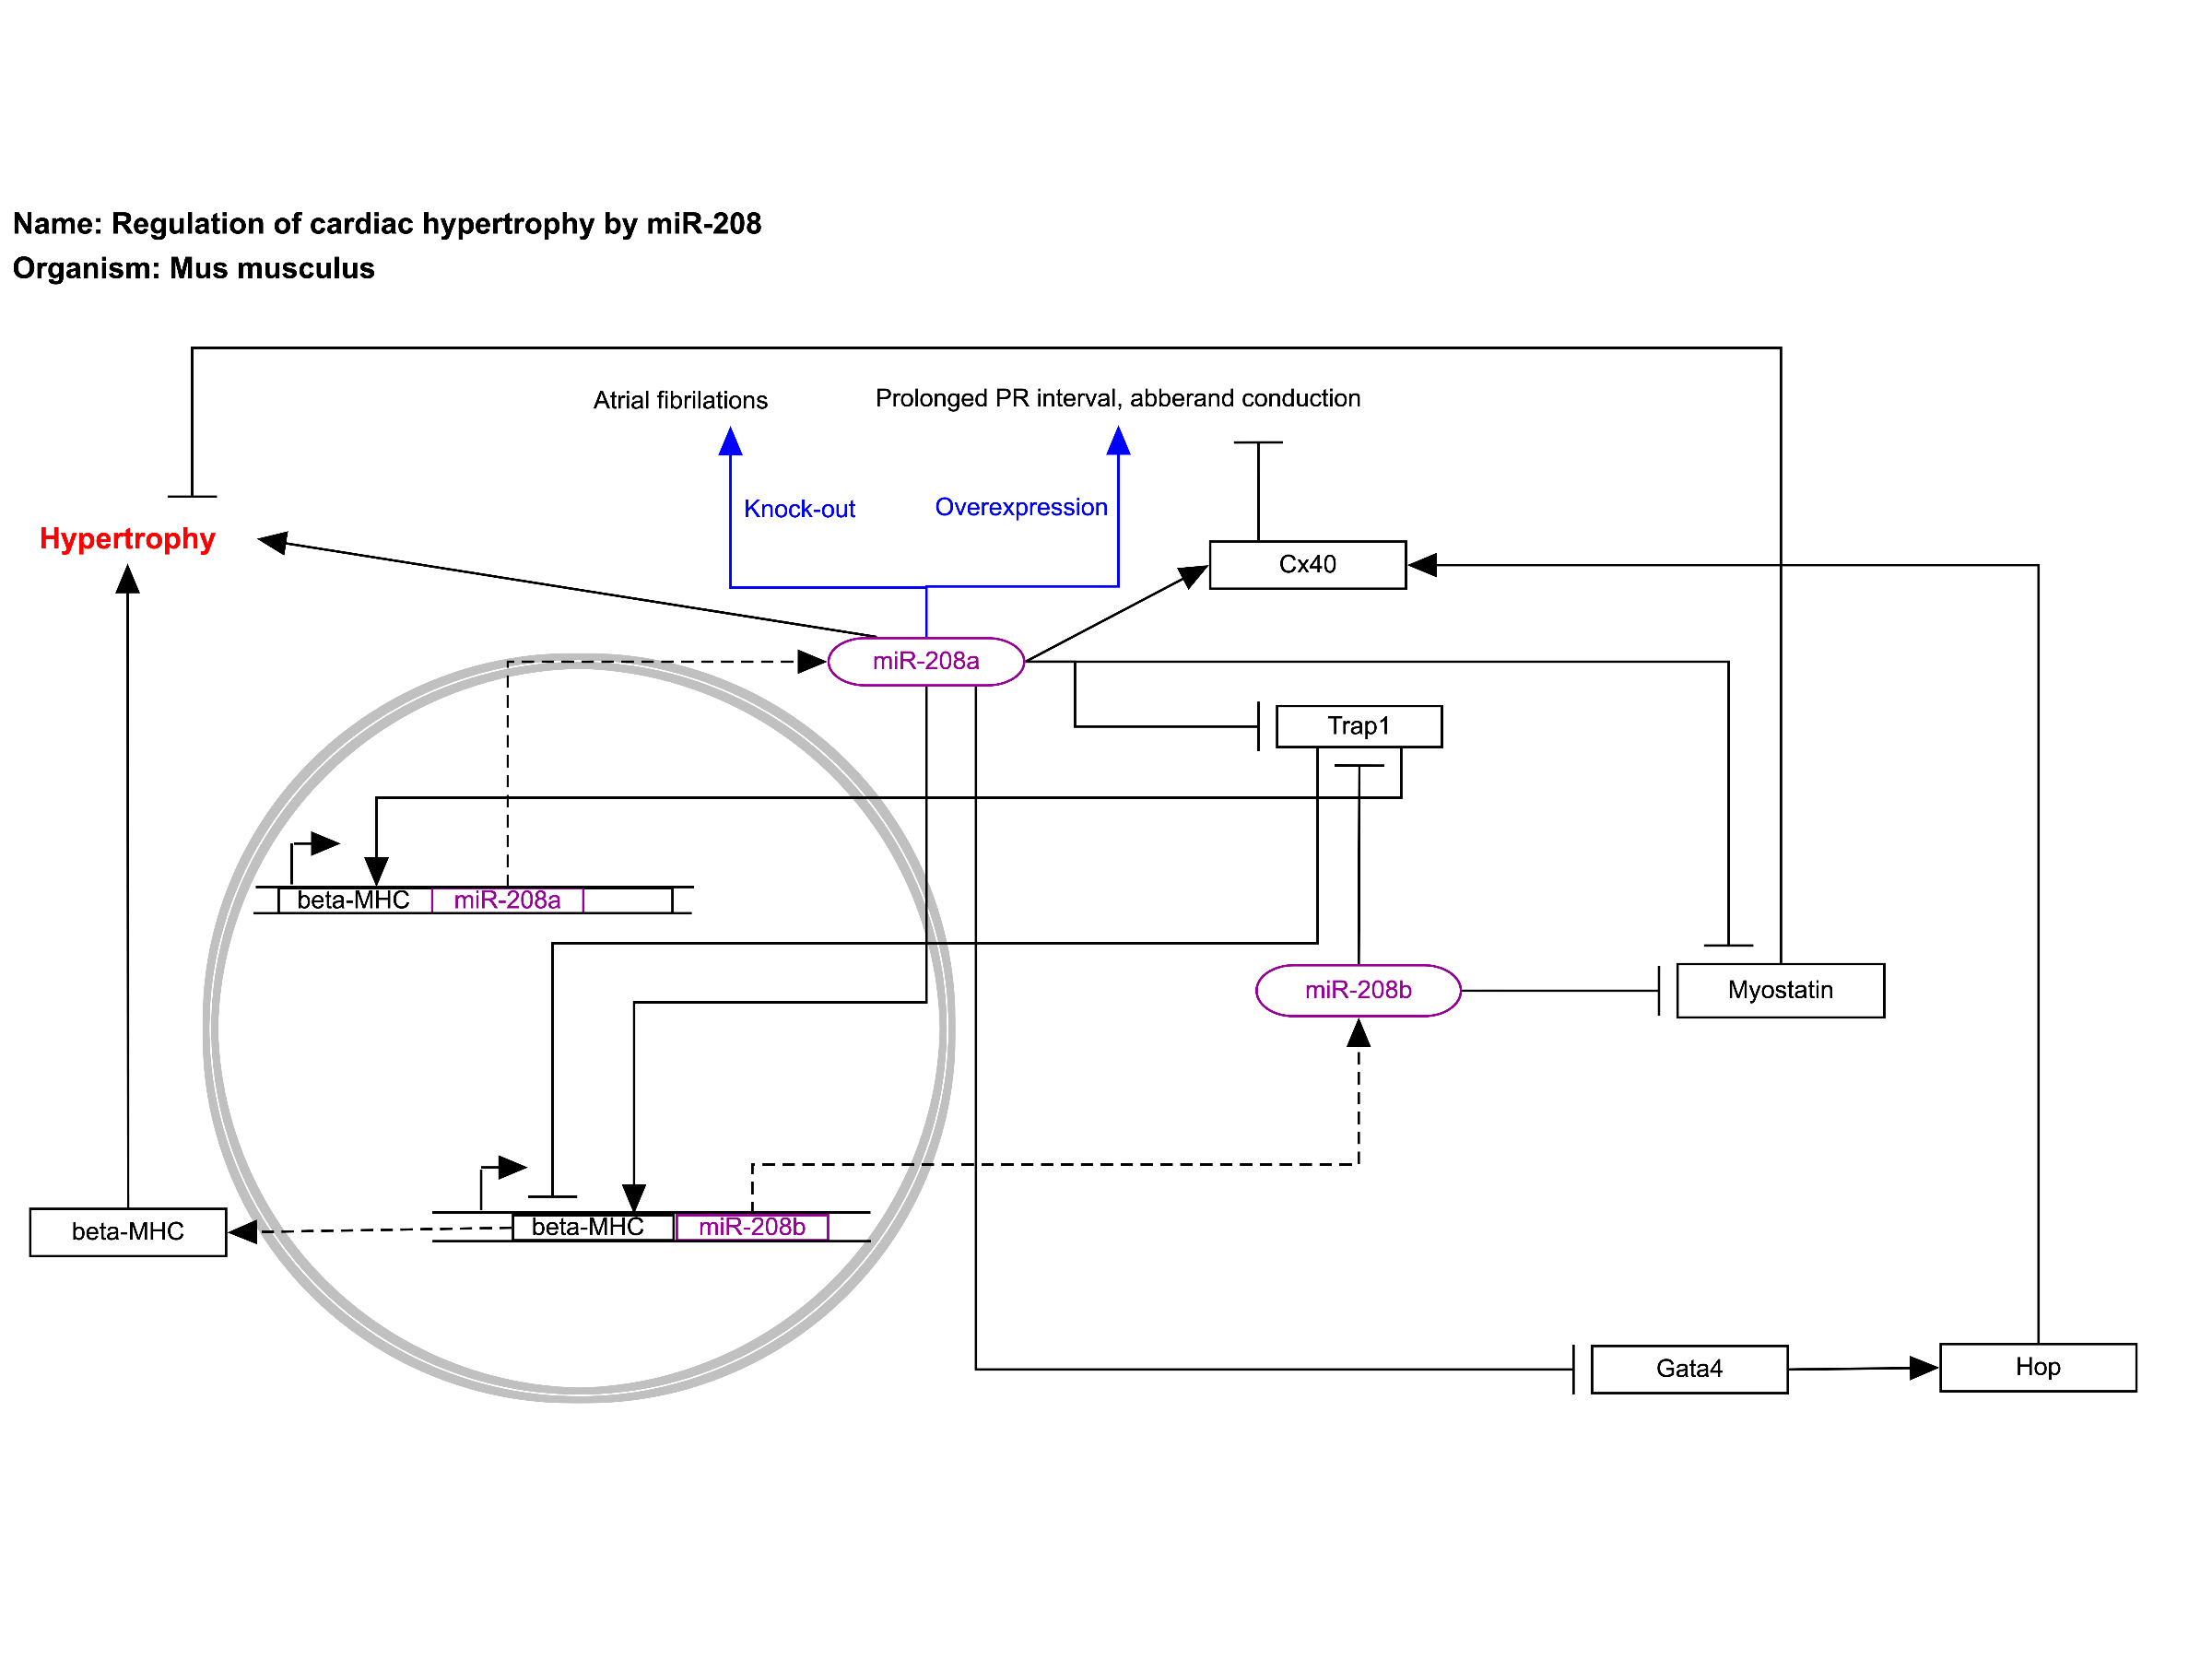 Name: Regulation of cardiac hypertrophy by miR-208
Organism: Mus musculus
Atrial fibrilations
Prolonged PR interval, abberand conduction
Knock-out
Overexpression
Hypertrophy
Cx40
miR-208a
Trap1
beta-MHC
miR-208a
miR-208b
Myostatin
beta-MHC
beta-MHC
miR-208b
Gata4
Hop